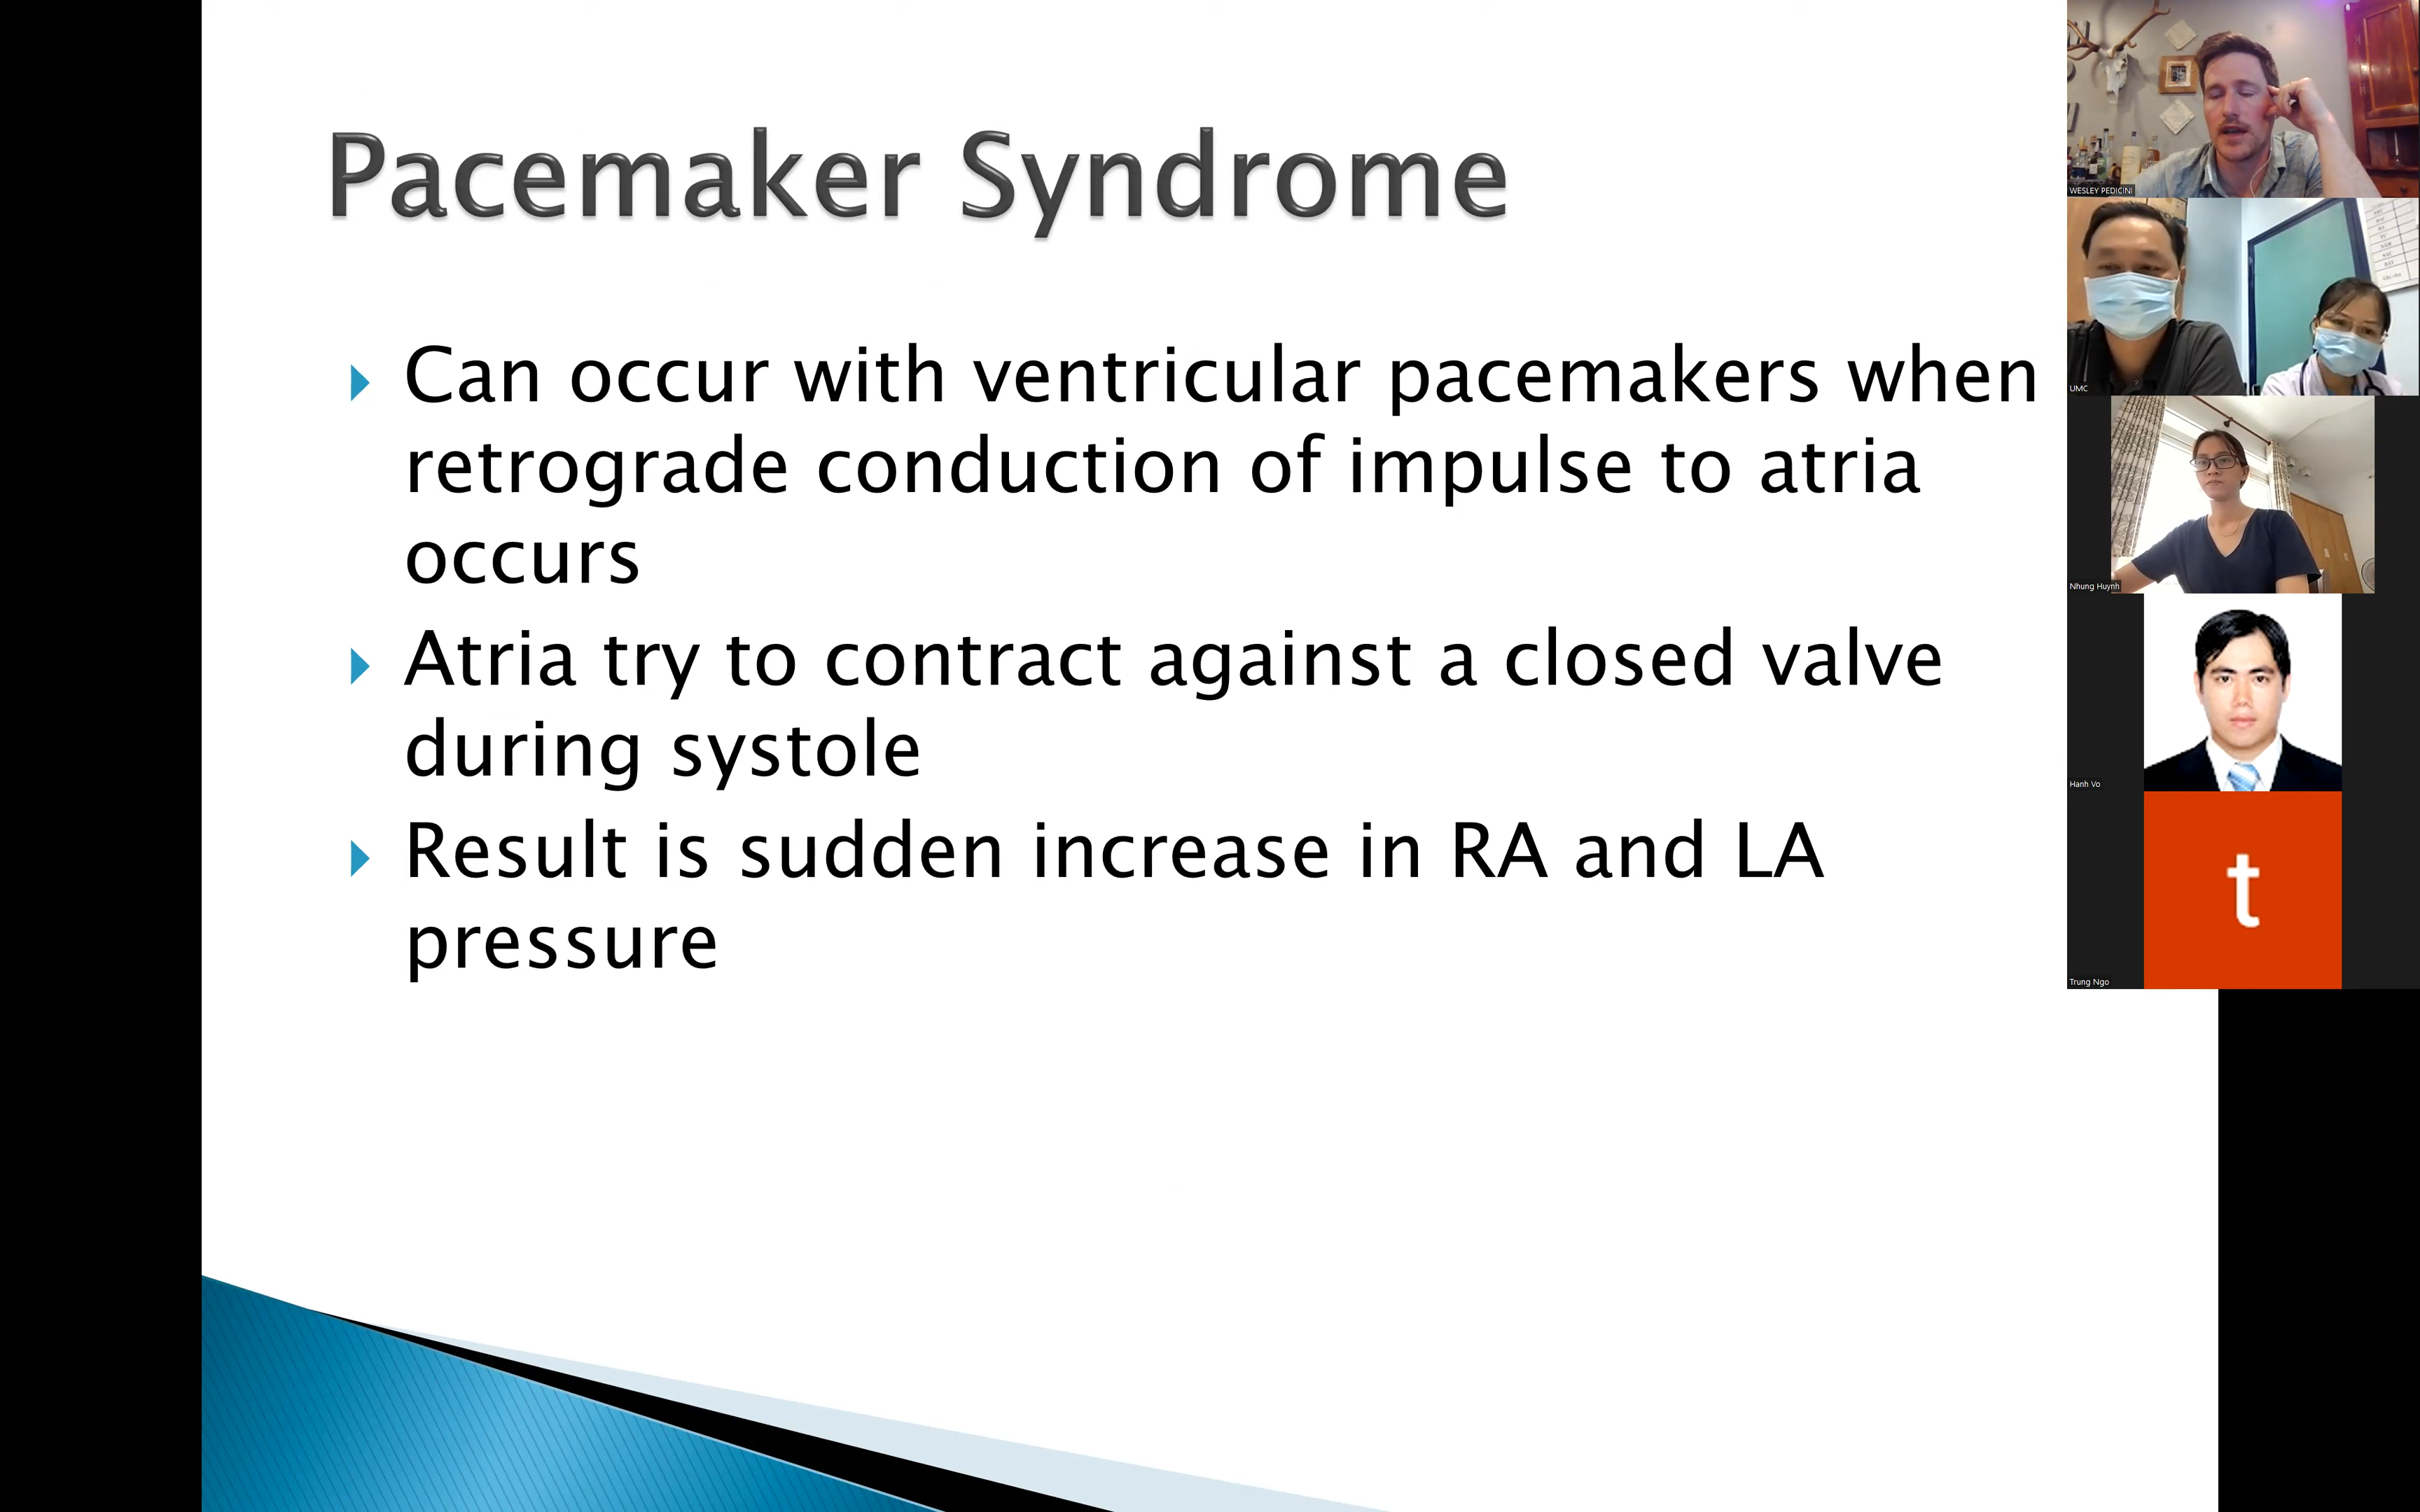 Pacemaker Syndrome
Can occur with ventricular pacemakers when
retrograde conduction of impulse to atria
occurs
Atria try to contract against a closed valve
during systole
Result is sudden increase in RA and LA
pressure
WESLEY PEDICINI
UMC
Nhung Huynh
Hanh Vo
t
Trung Ngo